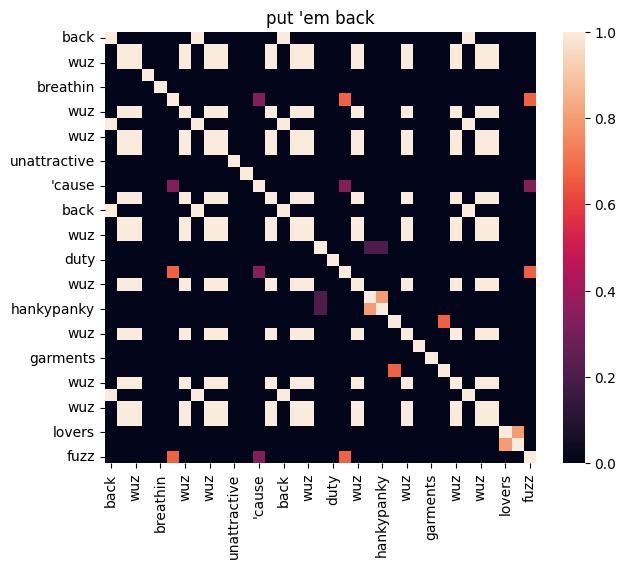 put 'em back
back
wuz
breathin
wuz
wuz
unattractive
'cause
back
wuz
duty
wuz
hankypanky
wuz
garments
wuz
wuz
lovers
fuzz
1.0
0.8
0.6
0.4
0.2
0.0
back
wuz
breathin
wuz
wuz
unattractive
'cause
back
wuz
duty
wuz
hankypanky
wuz
garments
wuz
wuz
lovers
fuzz